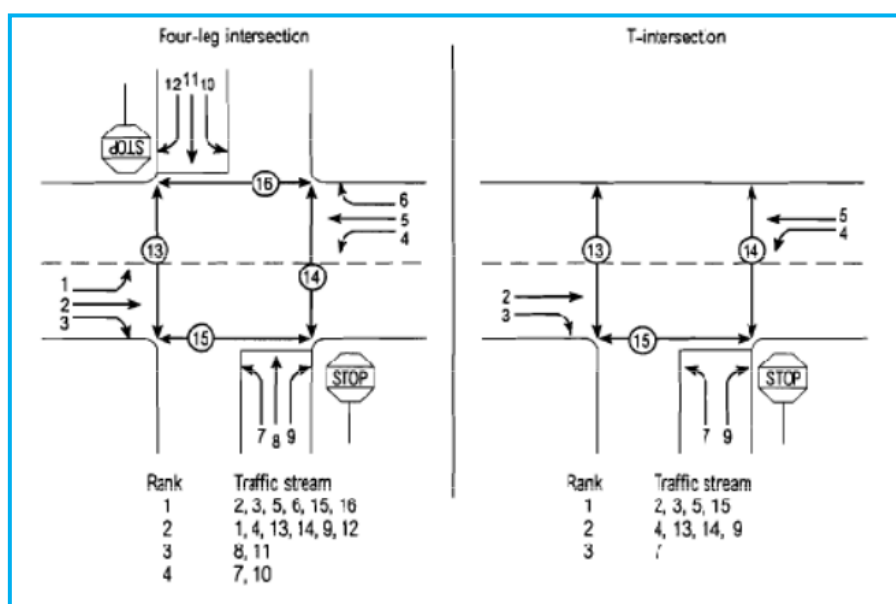 Four-leg intersection
12 11 10
STOP
16
6
5
4
13
14
1
2
3
15
STOP
7 8 9
Rank Traffic stream
1 2, 3, 5, 6, 15, 16
2 1, 4, 13, 14, 9, 12
3 8, 11
4 7, 10
T-intersection
5
4
13
14
2
3
15
STOP
7 9
Rank Traffic stream
1 2, 3, 5, 15
2 4, 13, 14, 9
3 7